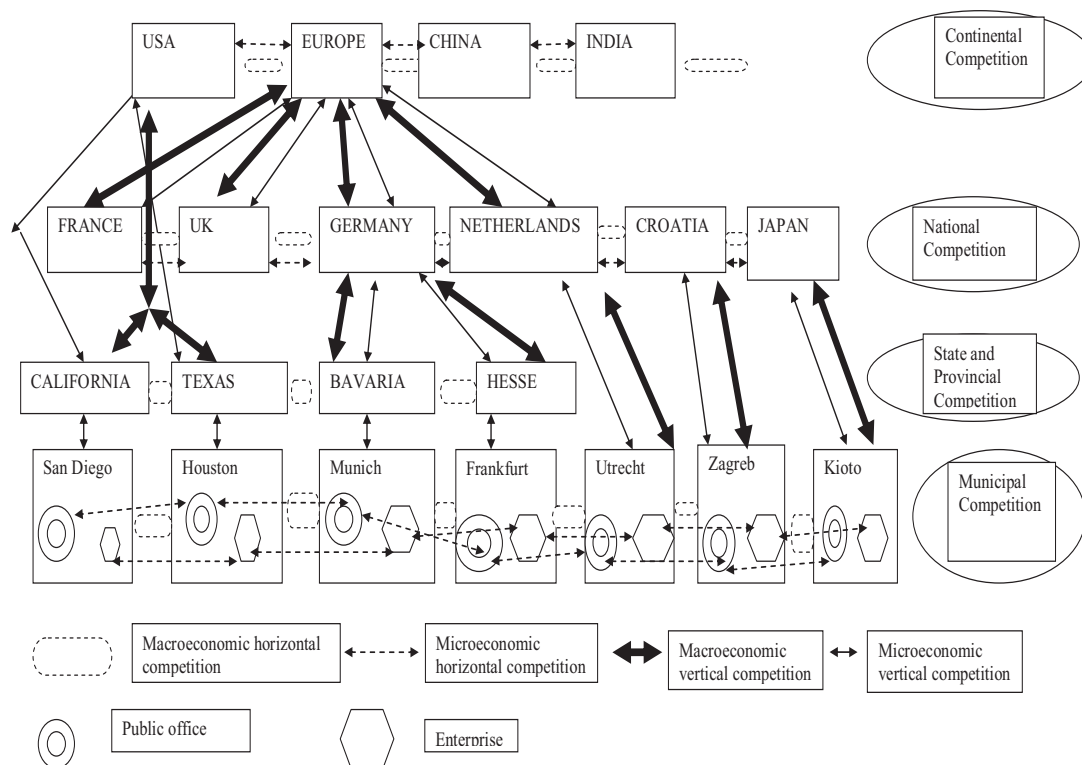 USA
EUROPE
CHINA
INDIA
Continental
Competition
FRANCE
UK
GERMANY
NETHERLANDS
CROATIA
JAPAN
National
Competition
CALIFORNIA
TEXAS
BAVARIA
HESSE
State and
Provincial
Competition
San Diego
Houston
Munich
Frankfurt
Utrecht
Zagreb
Kioto
Municipal
Competition
Macroeconomic horizontal
competition
Microeconomic
horizontal competition
Macroeconomic
vertical competition
Microeconomic
vertical competition
Public office
Enterprise